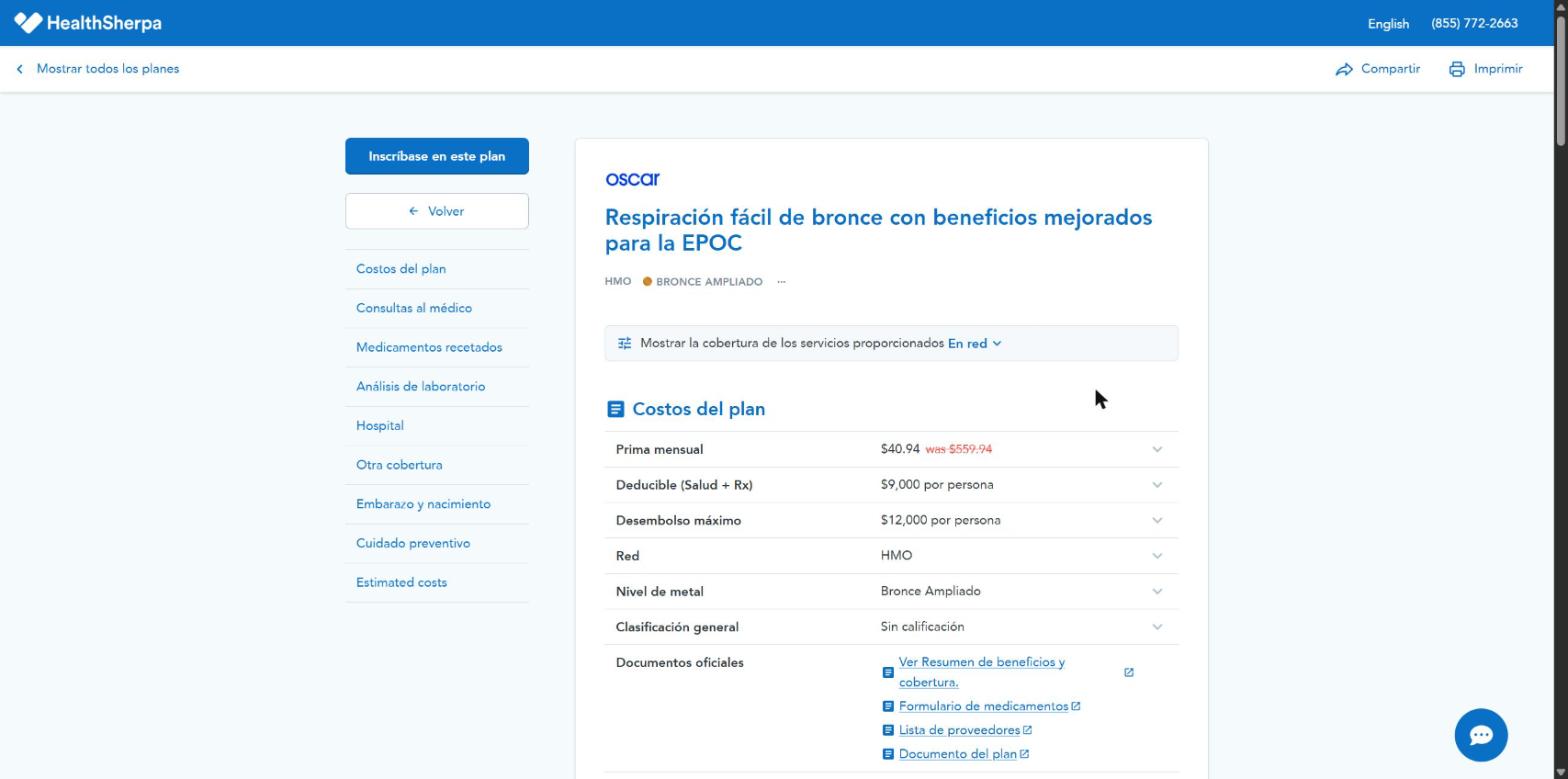 HealthSherpa
English
(855) 772-2663
Mostrar todos los planes
Compartir
Imprimir
Inscríbase en este plan
Volver
Costos del plan
Consultas al médico
Medicamentos recetados
Análisis de laboratorio
Hospital
Otra cobertura
Embarazo y nacimiento
Cuidado preventivo
Estimated costs
oscar
Respiración fácil de bronce con beneficios mejorados
para la EPOC
HMO
BRONCE AMPLIADO
...
Mostrar la cobertura de los servicios proporcionados En red
Costos del plan
Prima mensual
$40.94 was $559.94
Deducible (Salud + Rx)
$9,000 por persona
Desembolso máximo
$12,000 por persona
Red
HMO
Nivel de metal
Bronce Ampliado
Clasificación general
Sin calificación
Documentos oficiales
Ver Resumen de beneficios y
cobertura.
Formulario de medicamentos
Lista de proveedores
Documento del plan